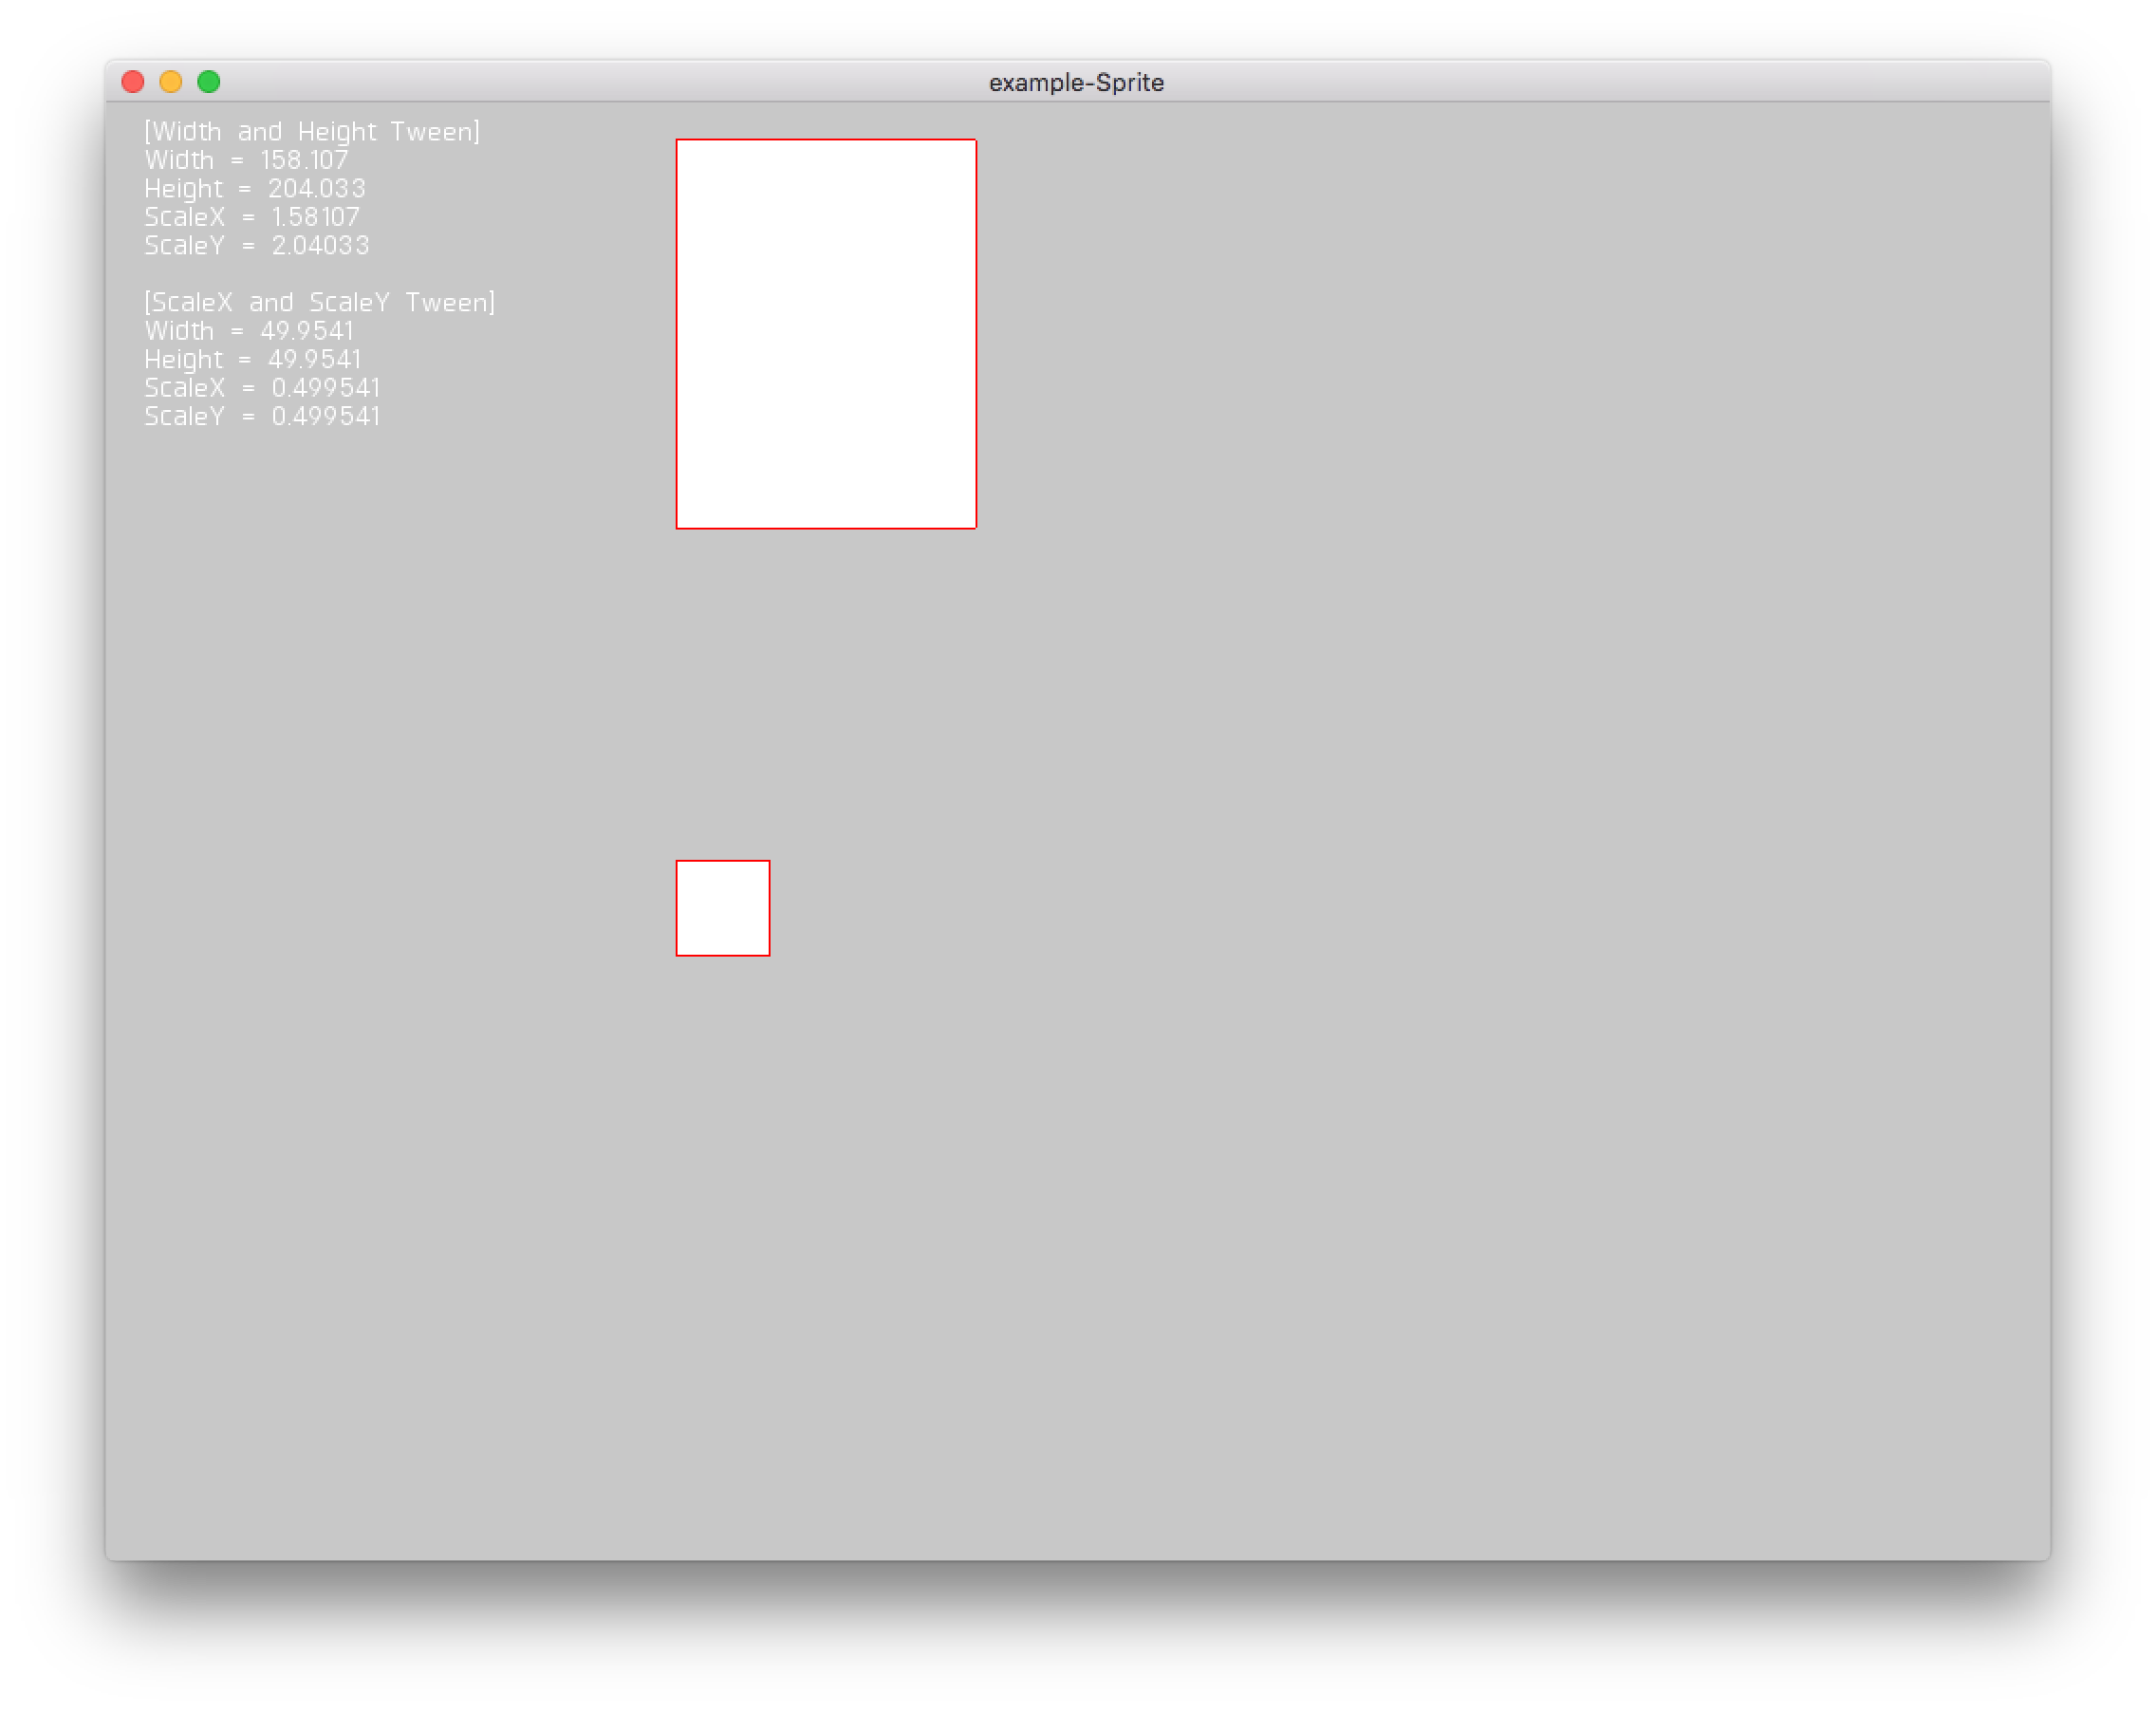 example-Sprite
[Width and Height Tween]
Width = 158.107
Height = 204.033
ScaleX = 1.58107
ScaleY = 2.04033
[ScaleX and ScaleY Tween]
Width = 49.9541
Height = 49.9541
ScaleX = 0.499541
ScaleY = 0.499541